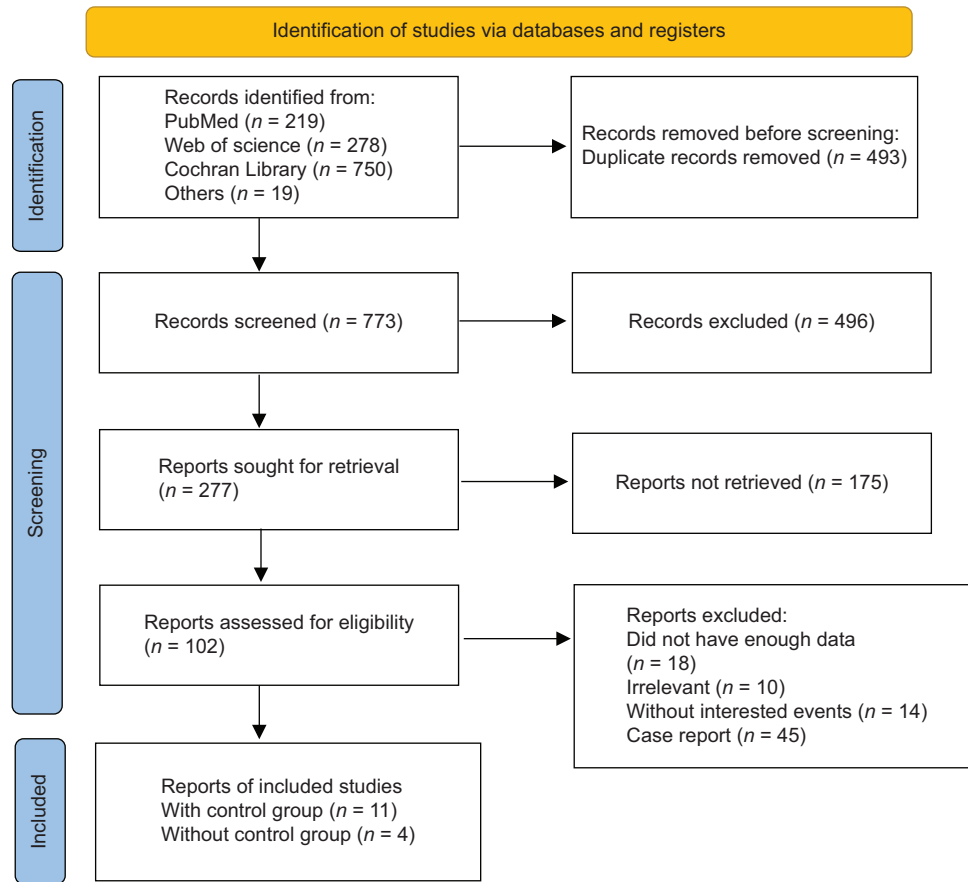 Identification of studies via databases and registers
Identification
Records identified from:
PubMed (n = 219)
Web of science (n = 278)
Cochran Library (n = 750)
Others (n = 19)
Records removed before screening:
Duplicate records removed (n = 493)
Screening
Records screened (n = 773)
Records excluded (n = 496)
Reports sought for retrieval
(n = 277)
Reports not retrieved (n = 175)
Reports assessed for eligibility
(n = 102)
Reports excluded:
Did not have enough data
(n = 18)
Irrelevant (n = 10)
Without interested events (n = 14)
Case report (n = 45)
Included
Reports of included studies
With control group (n = 11)
Without control group (n = 4)